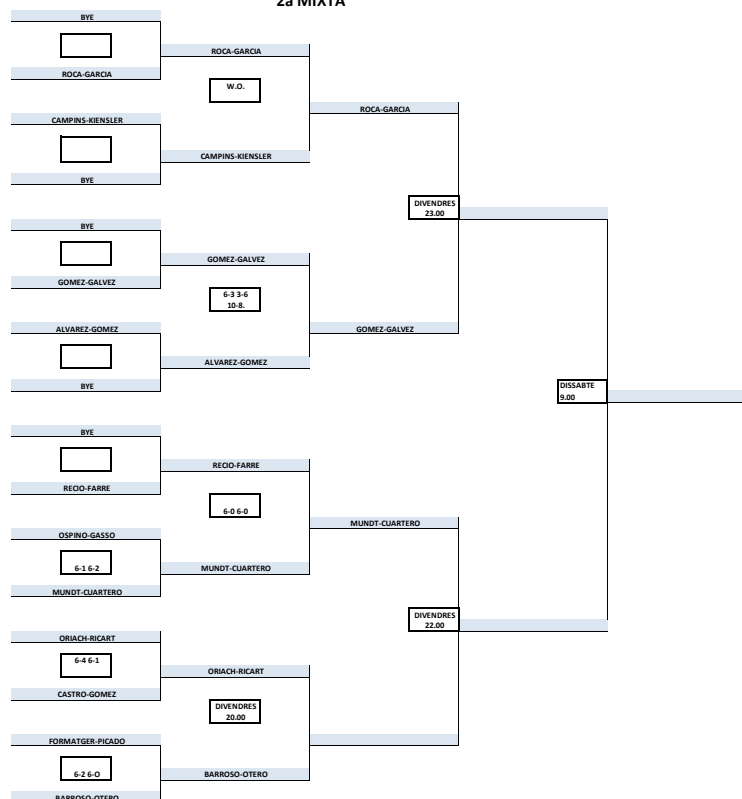 2a MIXTA
BYE
ROCA-GARCIA
ROCA-GARCIA
W.O.
ROCA-GARCIA
CAMPINS-KIENSLER
CAMPINS-KIENSLER
BYE
DIVENDRES
23.00
BYE
GOMEZ-GALVEZ
GOMEZ-GALVEZ
6-3 3-6
10-8.
ALVAREZ-GOMEZ
GOMEZ-GALVEZ
ALVAREZ-GOMEZ
BYE
DISSABTE
9.00
BYE
RECIO-FARRE
RECIO-FARRE
6-0 6-0
MUNDT-CUARTERO
OSPINO-GASSO
6-1 6-2
MUNDT-CUARTERO
MUNDT-CUARTERO
DIVENDRES
22.00
ORIACH-RICART
6-4 6-1
ORIACH-RICART
CASTRO-GOMEZ
DIVENDRES
20.00
FORMATGER-PICADO
6-2 6-O
BARROSO-OTERO
BARROSO-OTERO